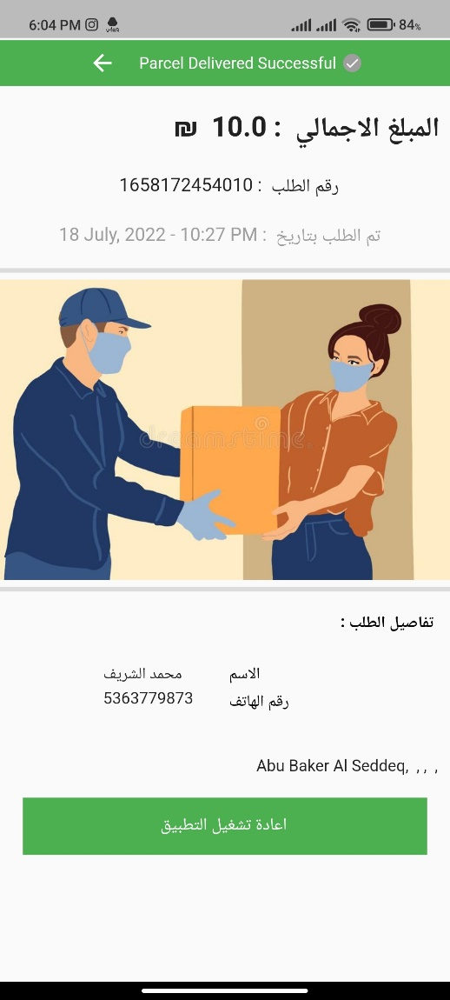 6:04 PM 84%
Parcel Delivered Successful
المبلغ الاجمالي : 10.0 ₪
رقم الطلب : 1658172454010
تم الطلب بتاريخ : 18 July, 2022 - 10:27 PM
dreamstime.
تفاصيل الطلب :
الاسم محمد الشريف
رقم الهاتف 5363779873
Abu Baker Al Seddeq, , , , ,
اعادة تشغيل التطبيق